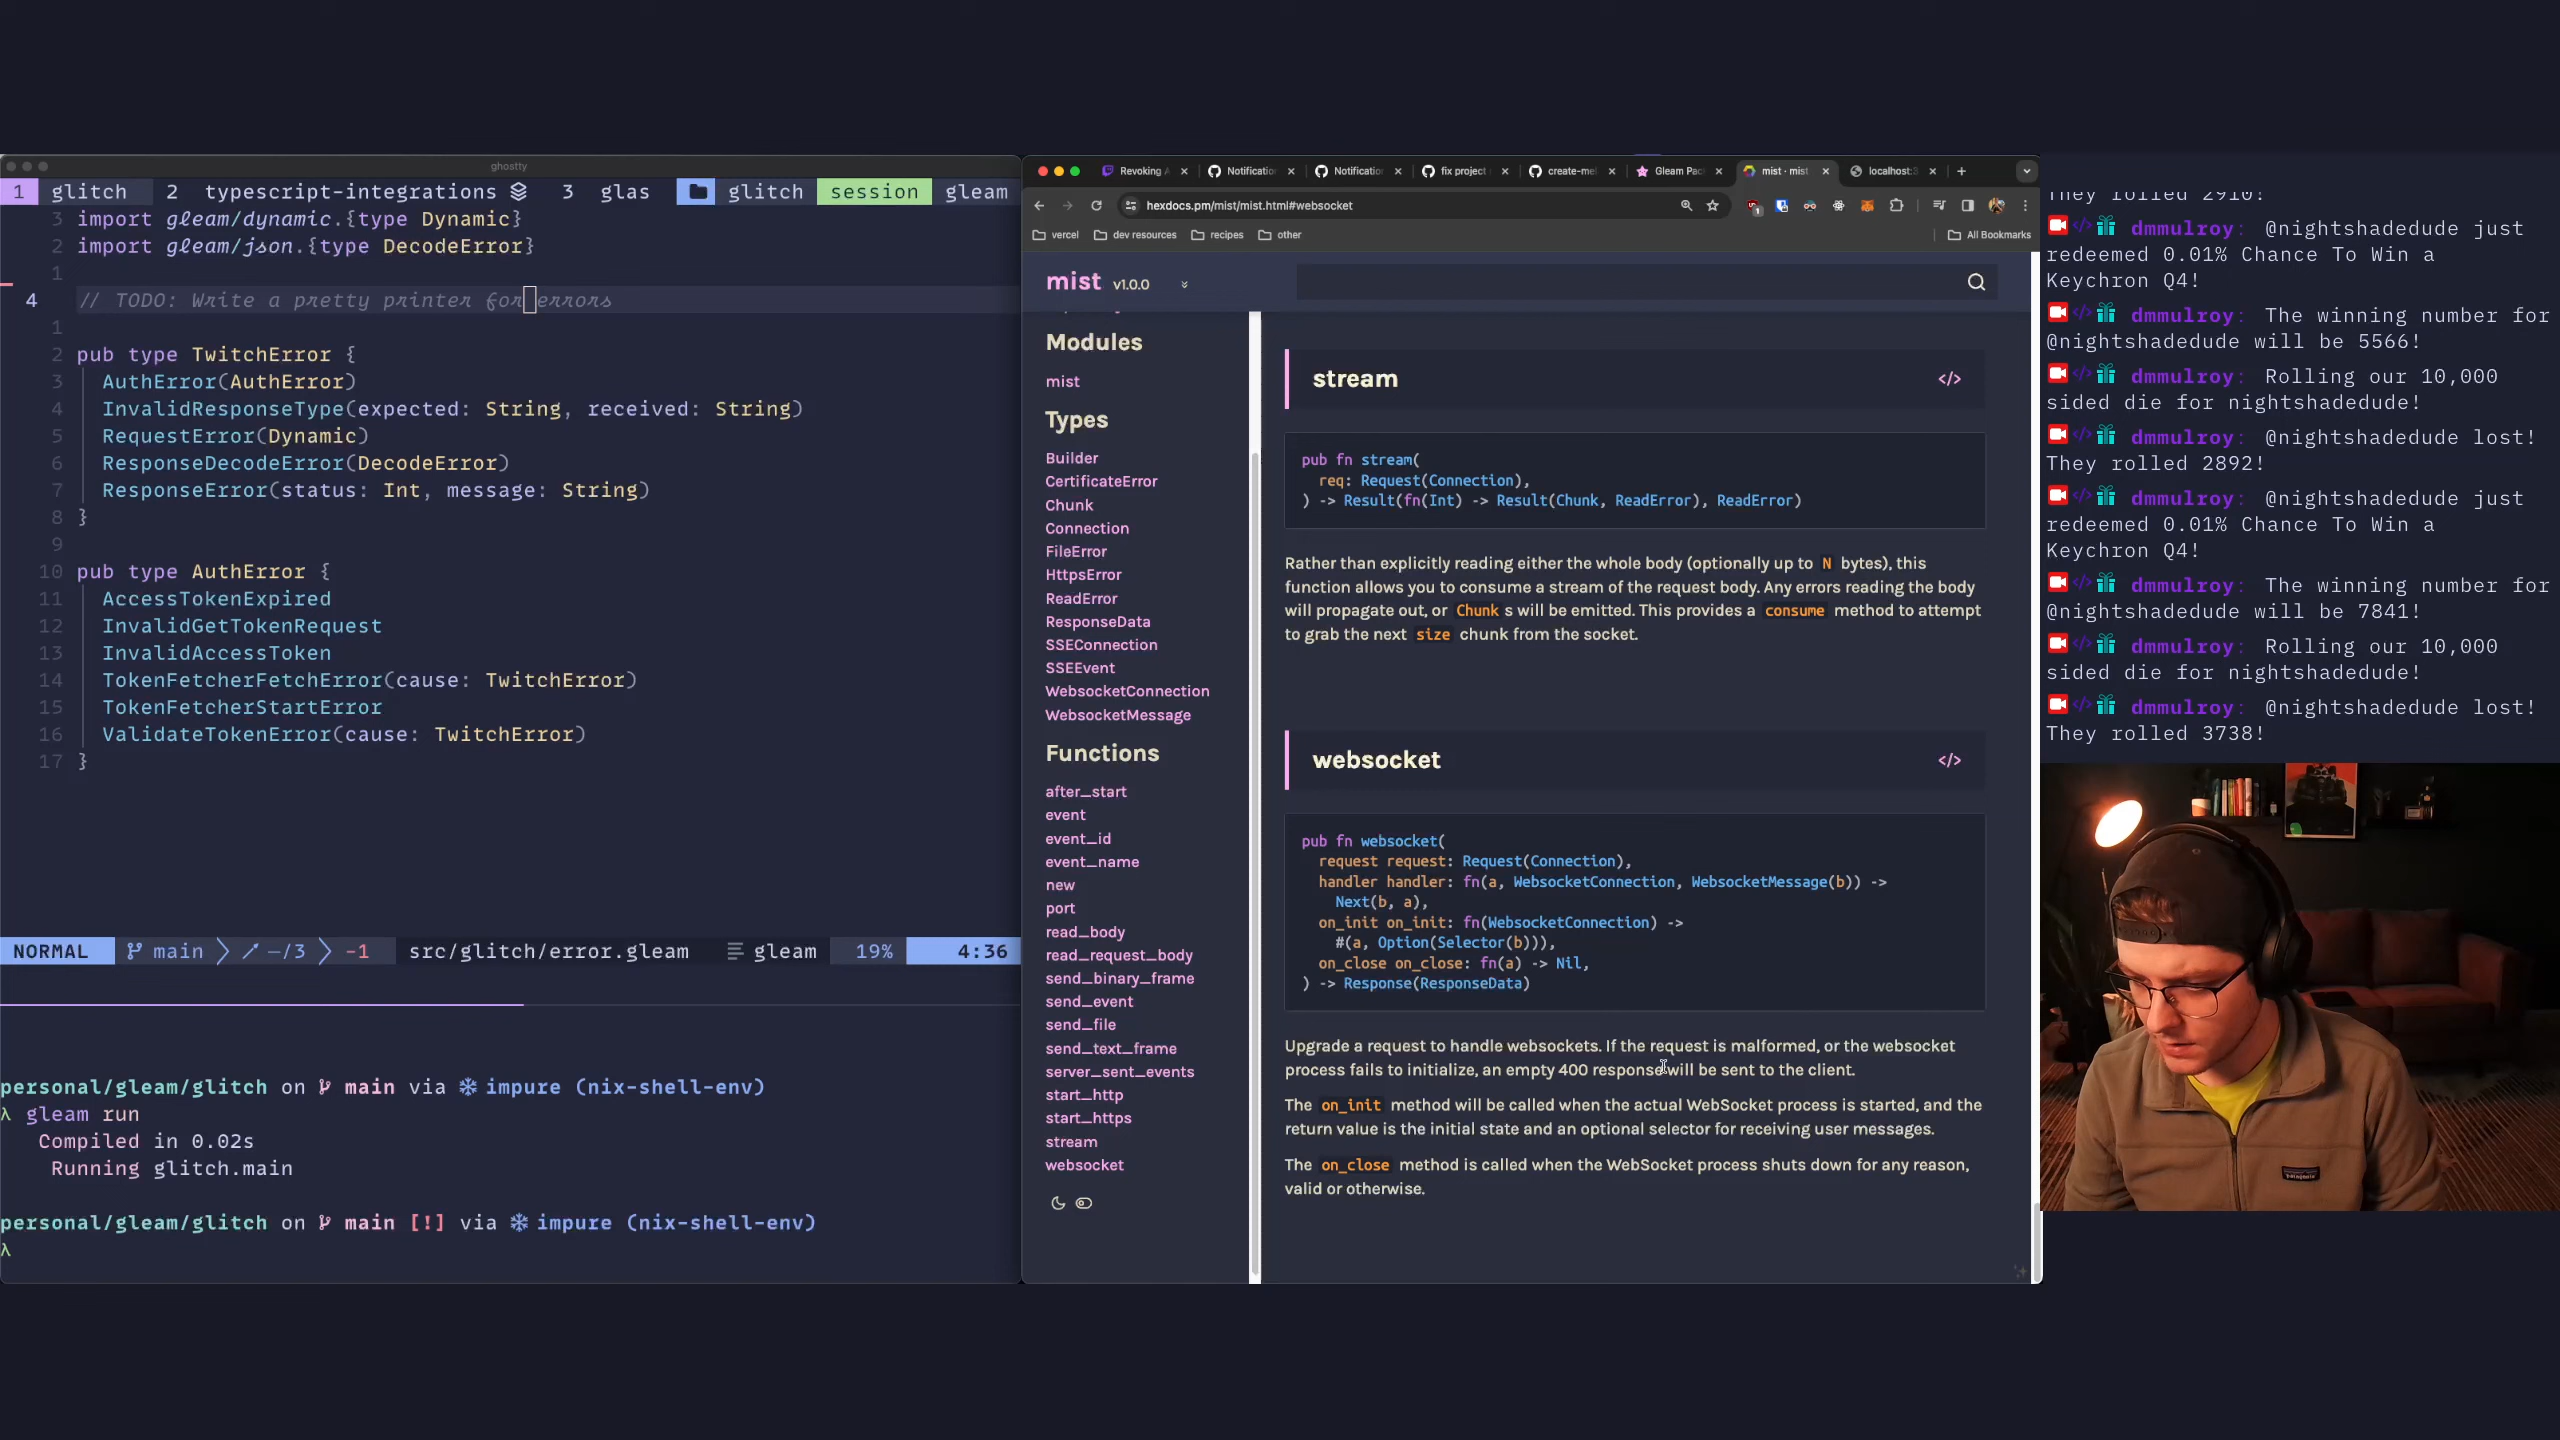 ghostty
1 glitch 2 typescript-integrations 3 glas glitch session gleam
3 import gleam/dynamic.{type Dynamic}
2 import gleam/json.{type DecodeError}
1
4 // TODO: Write a pretty printer for errors
1
2 pub type TwitchError {
3 AuthError(AuthError)
4 InvalidResponseType(expected: String, received: String)
5 RequestError(Dynamic)
6 ResponseDecodeError(DecodeError)
7 ResponseError(status: Int, message: String)
8 }
9
10 pub type AuthError {
11 AccessTokenExpired
12 InvalidGetTokenRequest
13 InvalidAccessToken
14 TokenFetcherFetchError(cause: TwitchError)
15 TokenFetcherStartError
16 ValidateTokenError(cause: TwitchError)
17 }
NORMAL main —/3 -1 src/glitch/error.gleam gleam 19% 4:36
personal/gleam/glitch on main via impure (nix-shell-env)
λ gleam run
Compiled in 0.02s
Running glitch.main
personal/gleam/glitch on main [!] via impure (nix-shell-env)
λ
Revoking Notification Notification fix project create-me Gleam Pac mist · mist localhost:
hexdocs.pm/mist/mist.html#websocket
vercel dev resources recipes other All Bookmarks
mist v1.0.0
Modules
mist
Types
Builder
CertificateError
Chunk
Connection
FileError
HttpsError
ReadError
ResponseData
SSEConnection
SSEEvent
WebsocketConnection
WebsocketMessage
Functions
after_start
event
event_id
event_name
new
port
read_body
read_request_body
send_binary_frame
send_event
send_file
send_text_frame
server_sent_events
start_http
start_https
stream
websocket
stream </>
pub fn stream(
req: Request(Connection),
) -> Result(fn(Int) -> Result(Chunk, ReadError), ReadError)
Rather than explicitly reading either the whole body (optionally up to N bytes), this
function allows you to consume a stream of the request body. Any errors reading the body
will propagate out, or Chunk s will be emitted. This provides a consume method to attempt
to grab the next size chunk from the socket.
websocket </>
pub fn websocket(
request request: Request(Connection),
handler handler: fn(a, WebsocketConnection, WebsocketMessage(b)) ->
Next(b, a),
on_init on_init: fn(WebsocketConnection) ->
#(a, Option(Selector(b))),
on_close on_close: fn(a) -> Nil,
) -> Response(ResponseData)
Upgrade a request to handle websockets. If the request is malformed, or the websocket
process fails to initialize, an empty 400 response will be sent to the client.
The on_init method will be called when the actual WebSocket process is started, and the
return value is the initial state and an optional selector for receiving user messages.
The on_close method is called when the WebSocket process shuts down for any reason,
valid or otherwise.
They rolled 2910!
dmmulroy: @nightshadedude just
redeemed 0.01% Chance To Win a
Keychron Q4!
dmmulroy: The winning number for
@nightshadedude will be 5566!
dmmulroy: Rolling our 10,000
sided die for nightshadedude!
dmmulroy: @nightshadedude lost!
They rolled 2892!
dmmulroy: @nightshadedude just
redeemed 0.01% Chance To Win a
Keychron Q4!
dmmulroy: The winning number for
@nightshadedude will be 7841!
dmmulroy: Rolling our 10,000
sided die for nightshadedude!
dmmulroy: @nightshadedude lost!
They rolled 3738!